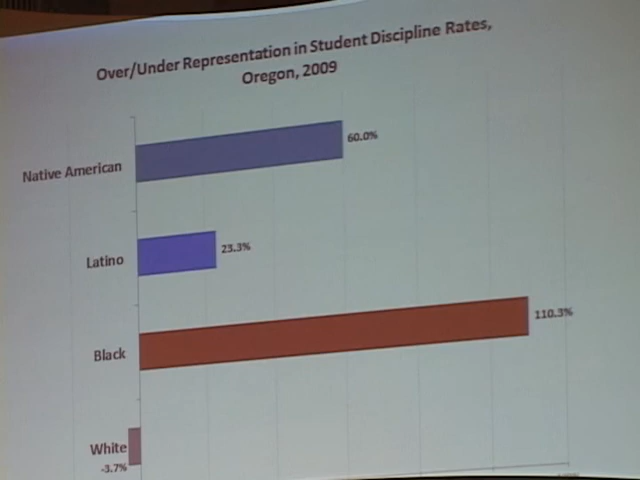 Over/Under Representation in Student Discipline Rates,
Oregon, 2009
Native American
60.0%
Latino
23.3%
Black
110.3%
White
-3.7%